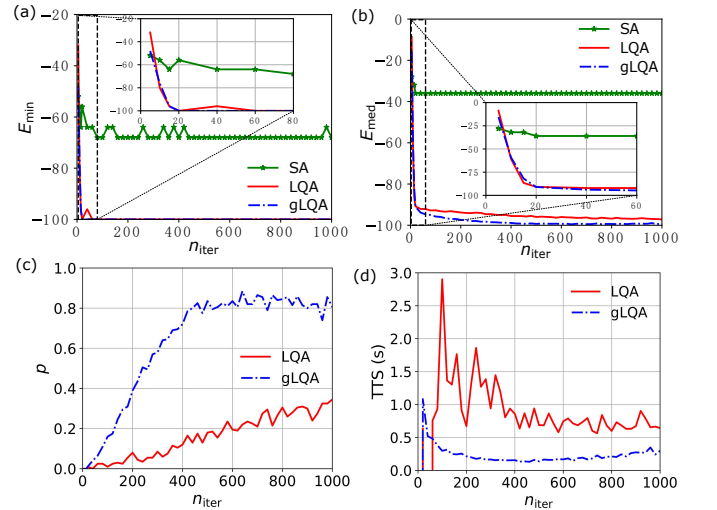 (a)
−20
−40
−60
−80
−100
E_min
−20
−40
−60
−80
−100
0 20 40 60 80
SA
LQA
gLQA
200 400 600 800 1000
n_iter
(b)
0
−20
−40
−60
−80
−100
E_med
SA
LQA
gLQA
0
−25
−50
−75
−100
0 20 40 60
0 200 400 600 800 1000
n_iter
(c)
1.0
0.8
0.6
0.4
0.2
0.0
p
LQA
gLQA
0 200 400 600 800 1000
n_iter
(d)
3.0
2.5
2.0
1.5
1.0
0.5
0.0
TTS (s)
LQA
gLQA
0 200 400 600 800 1000
n_iter